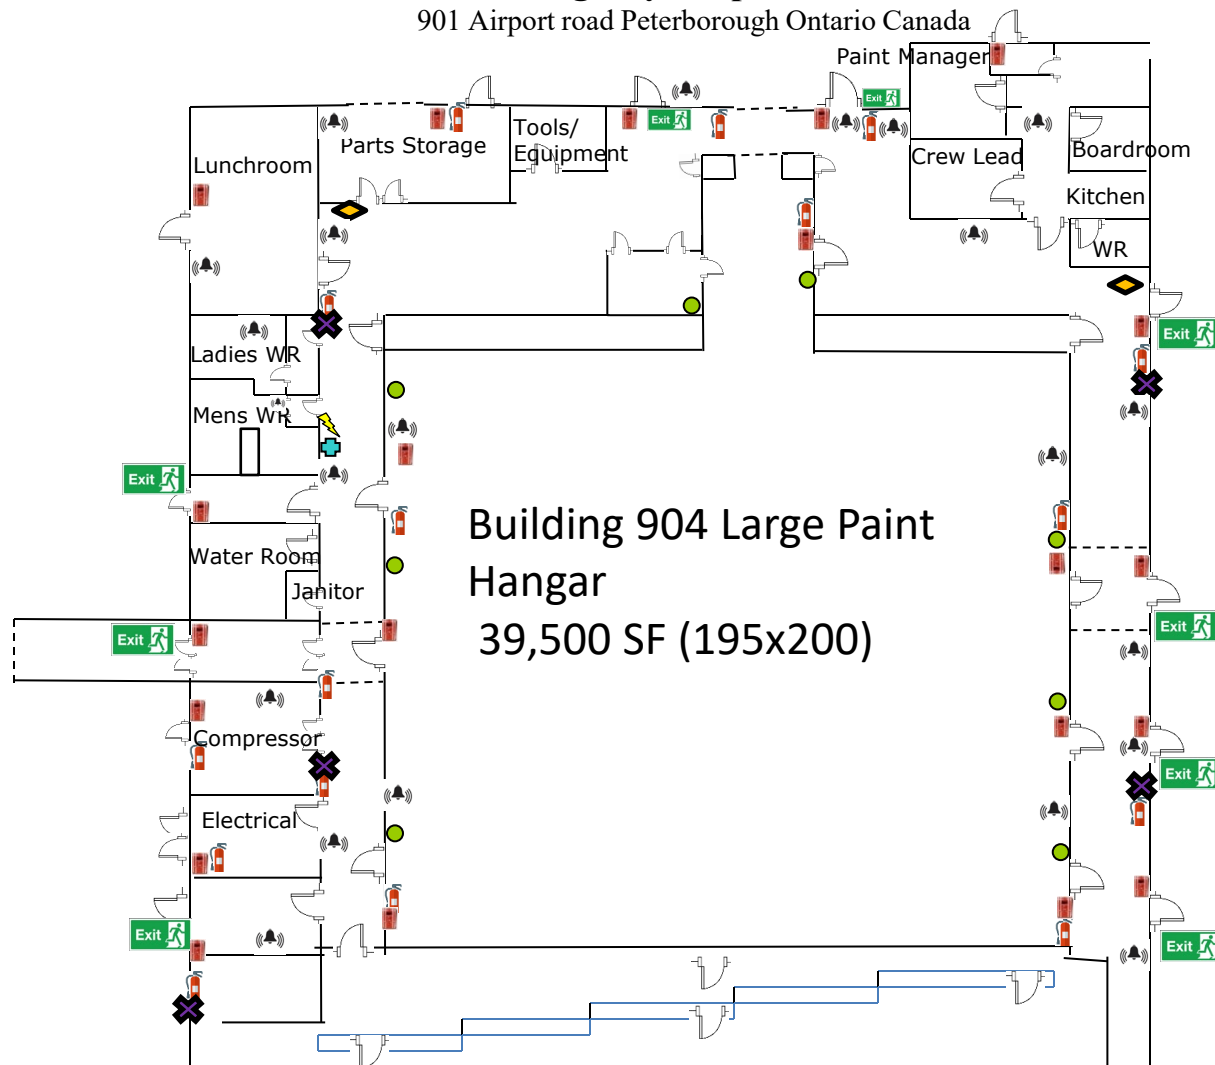 901 Airport road Peterborough Ontario Canada
Paint Manager
Exit
Exit
Tools/
Equipment
Parts Storage
Lunchroom
Crew Lead
Boardroom
Kitchen
WR
Exit
Ladies WR
Mens WR
Exit
Building 904 Large Paint
Hangar
39,500 SF (195x200)
Water Room
Janitor
Exit
Exit
Compressor
Exit
Electrical
Exit
Exit